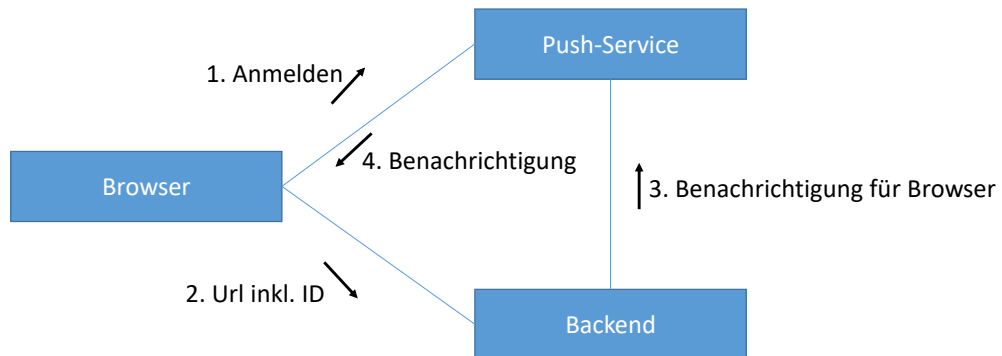 Push-Service
1. Anmelden
4. Benachrichtigung
Browser
3. Benachrichtigung für Browser
2. Url inkl. ID
Backend